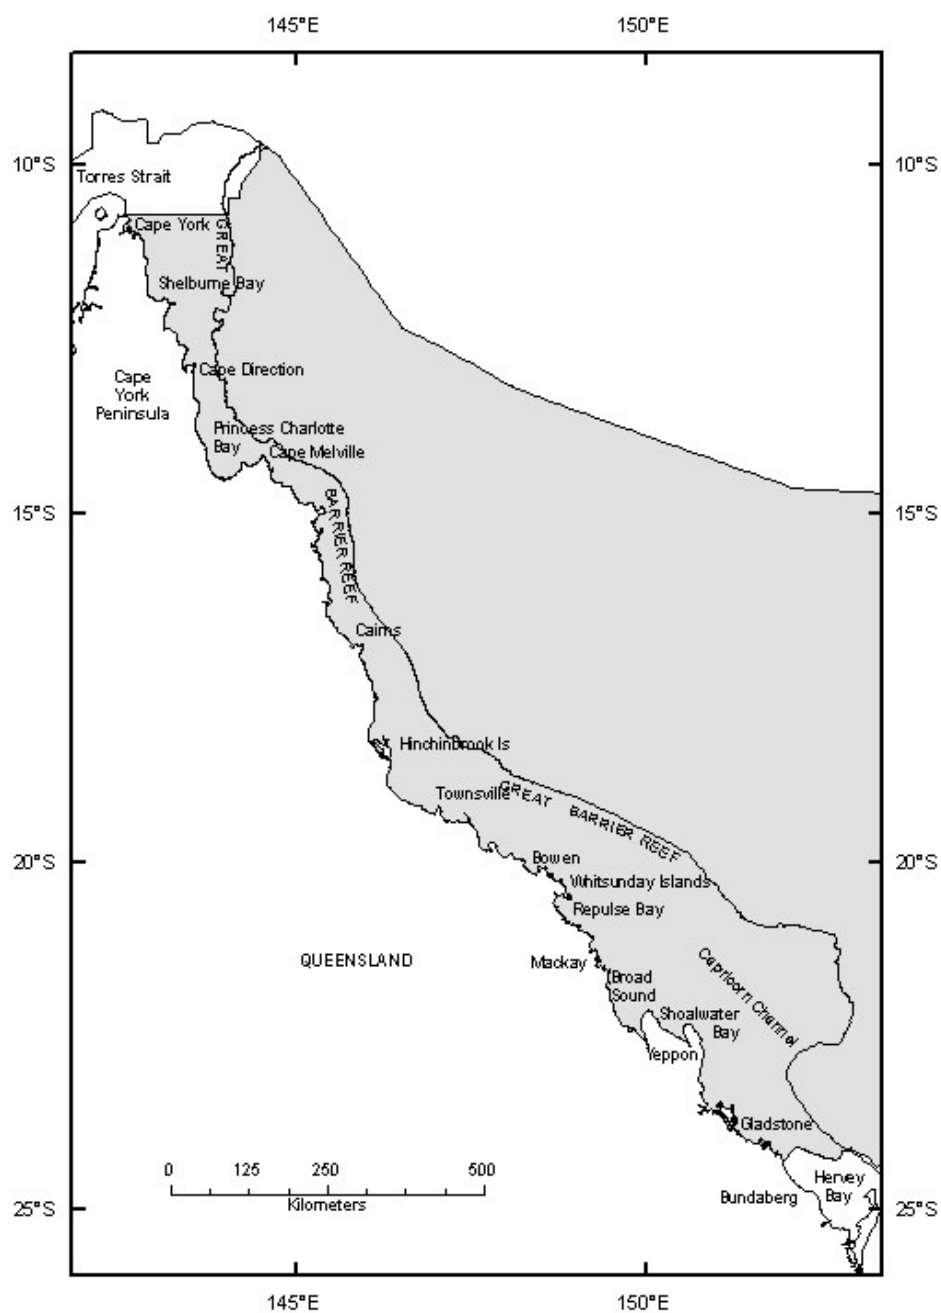 145°E 150°E
10°S 10°S
Torres Strait
Cape York
GREAT
Shelburne Bay
Cape Direction
Cape
York
Peninsula
Princess Charlotte
Bay
Cape Melville
15°S 15°S
BARRIER REEF
Cairns
Hinchinbrook Is
Townsville
GREAT BARRIER REEF
20°S 20°S
Bowen
Whitsunday Islands
Repulse Bay
QUEENSLAND
Mackay
Broad
Sound
Capricorn Channel
Shoalwater
Bay
Yeppon
Gladstone
0 125 250 500
Kilometers
Hervey
Bay
Bundaberg
25°S 25°S
145°E 150°E